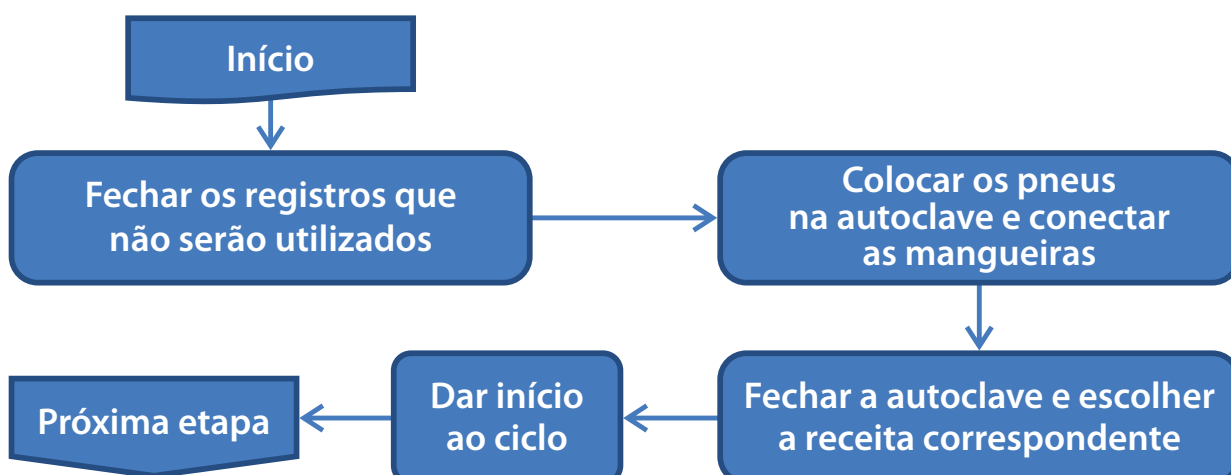 Início
Fechar os registros que
não serão utilizados
Colocar os pneus
na autoclave e conectar
as mangueiras
Fechar a autoclave e escolher
a receita correspondente
Dar início
ao ciclo
Próxima etapa